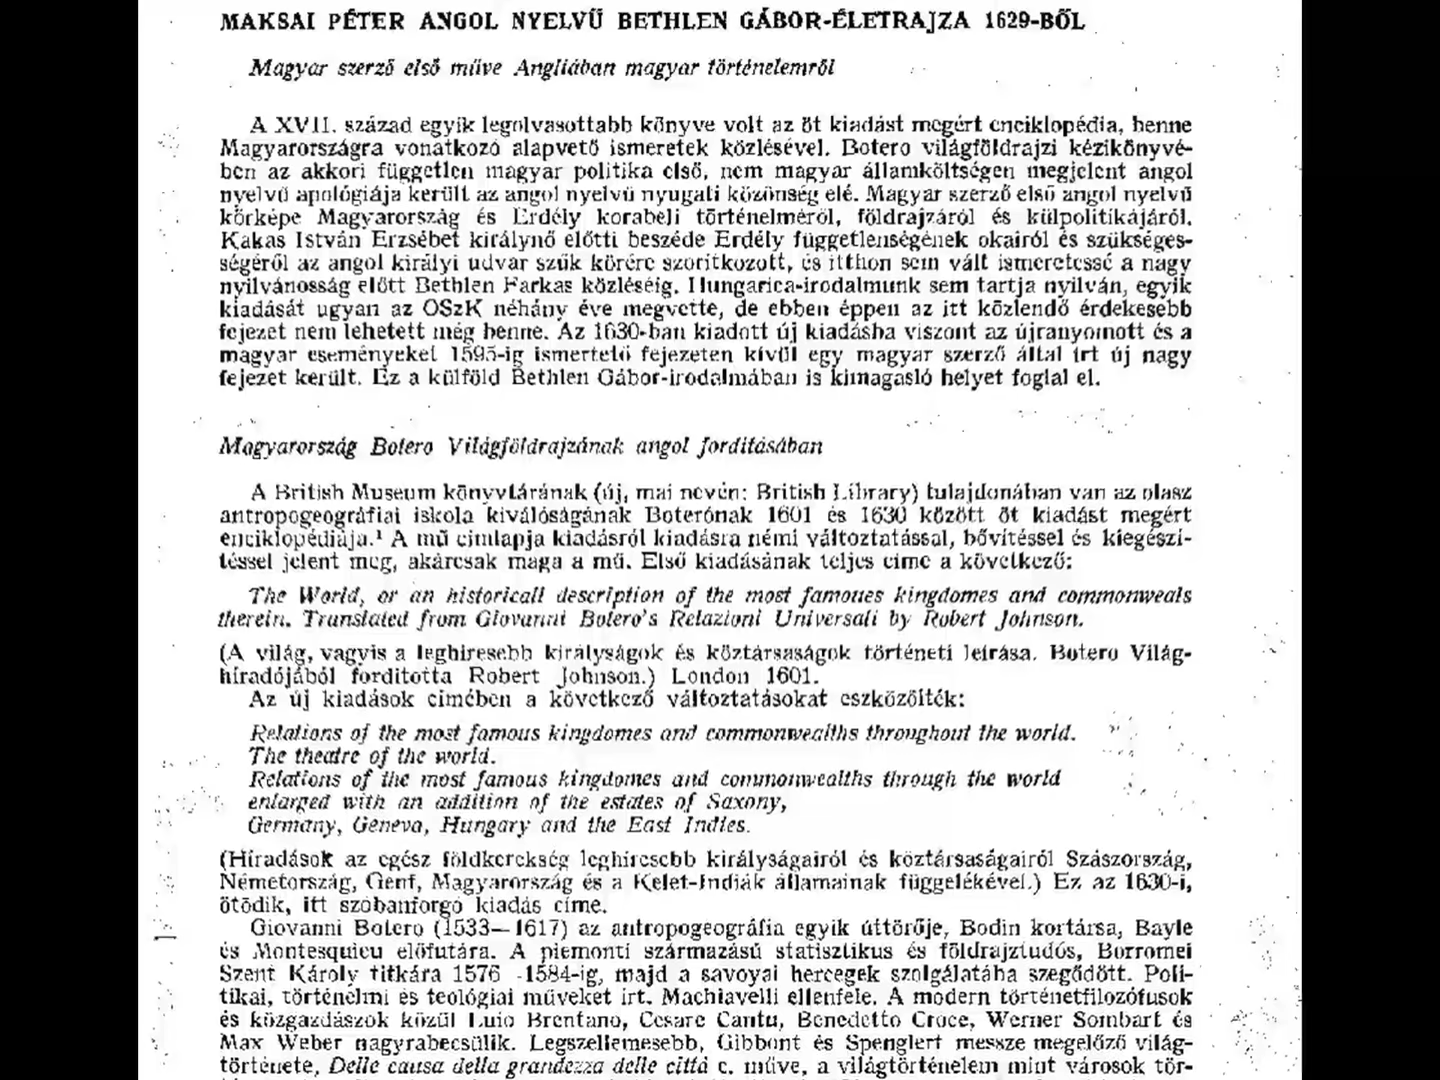 MAKSAI PÉTER ANGOL NYELVŰ BETHLEN GÁBOR-ÉLETRAJZA 1629-BŐL
Magyar szerző első műve Angliában magyar történelemről
A XVII. század egyik legolvasottabb könyve volt az öt kiadást megért enciklopédia, benne
Magyarországra vonatkozó alapvető ismeretek közlésével. Botero világföldrajzi kézikönyvé-
ben az akkori független magyar politika első, nem magyar államköltségen megjelent angol
nyelvű apológiája került az angol nyelvű nyugati közönség elé. Magyar szerző első angol nyelvű
körképe Magyarország és Erdély korabeli történelméről, földrajzáról és külpolitikájáról.
Kakas István Erzsébet királynő előtti beszéde Erdély függetlenségének okairól és szükséges-
ségéről az angol királyi udvar szűk körére szorítkozott, és itthon sem vált ismeretessé a nagy
nyilvánosság előtt Bethlen Farkas közléséig. Hungarica-irodalmunk sem tartja nyilván, egyik
kiadását ugyan az OSzK néhány éve megvette, de ebben éppen az itt közlendő érdekesebb
fejezet nem lehetett még benne. Az 1630-ban kiadott új kiadásba viszont az újranyomott és a
magyar eseményeket 1595-ig ismertető fejezeten kívül egy magyar szerző által írt új nagy
fejezet került. Ez a külföld Bethlen Gábor-irodalmában is kimagasló helyet foglal el.
Magyarország Botero Világföldrajzának angol fordításában
A British Museum könyvtárának (új, mai nevén: British Library) tulajdonában van az olasz
antropogeográfiai iskola kiválóságának Boterónak 1601 és 1630 között öt kiadást megért
enciklopédiája.¹ A mű címlapja kiadásról kiadásra némi változtatással, bővítéssel és kiegészí-
téssel jelent meg, akárcsak maga a mű. Első kiadásának teljes címe a következő:
The World, or an historicall description of the most famoues kingdomes and commonweals
therein. Translated from Giovanni Botero's Relazioni Universali by Robert Johnson.
(A világ, vagyis a leghíresebb királyságok és köztársaságok történeti leírása. Botero Világ-
híradójából fordította Robert Johnson.) London 1601.
Az új kiadások címében a következő változtatásokat eszközölték:
Relations of the most famous kingdomes and commonwealths throughout the world.
The theatre of the world.
Relations of the most famous kingdomes and commonwealths through the world
enlarged with an addition of the estates of Saxony,
Germany, Geneva, Hungary and the East Indies.
(Híradások az egész földkerekség leghíresebb királyságairól és köztársaságairól Szászország,
Németország, Genf, Magyarország és a Kelet-Indiák államainak függelékével.) Ez az 1630-i,
ötödik, itt szóbanforgó kiadás címe.
Giovanni Botero (1533—1617) az antropogeográfia egyik úttörője, Bodin kortársa, Bayle
és Montesquieu előfutára. A piemonti származású statisztikus és földrajztudós, Borromei
Szent Károly titkára 1576-1584-ig, majd a savoyai hercegek szolgálatába szegődött. Poli-
tikai, történelmi és teológiai műveket írt. Machiavelli ellenfele. A modern történetfilozófusok
és közgazdászok közül Luio Brentano, Cesare Cantu, Benedetto Croce, Werner Sombart és
Max Weber nagyrabecsülik. Legszellemesebb, Gibbont és Spenglert messze megelőző világ-
története, Delle causa della grandezza delle città c. műve, a világtörténelem mint városok tör-